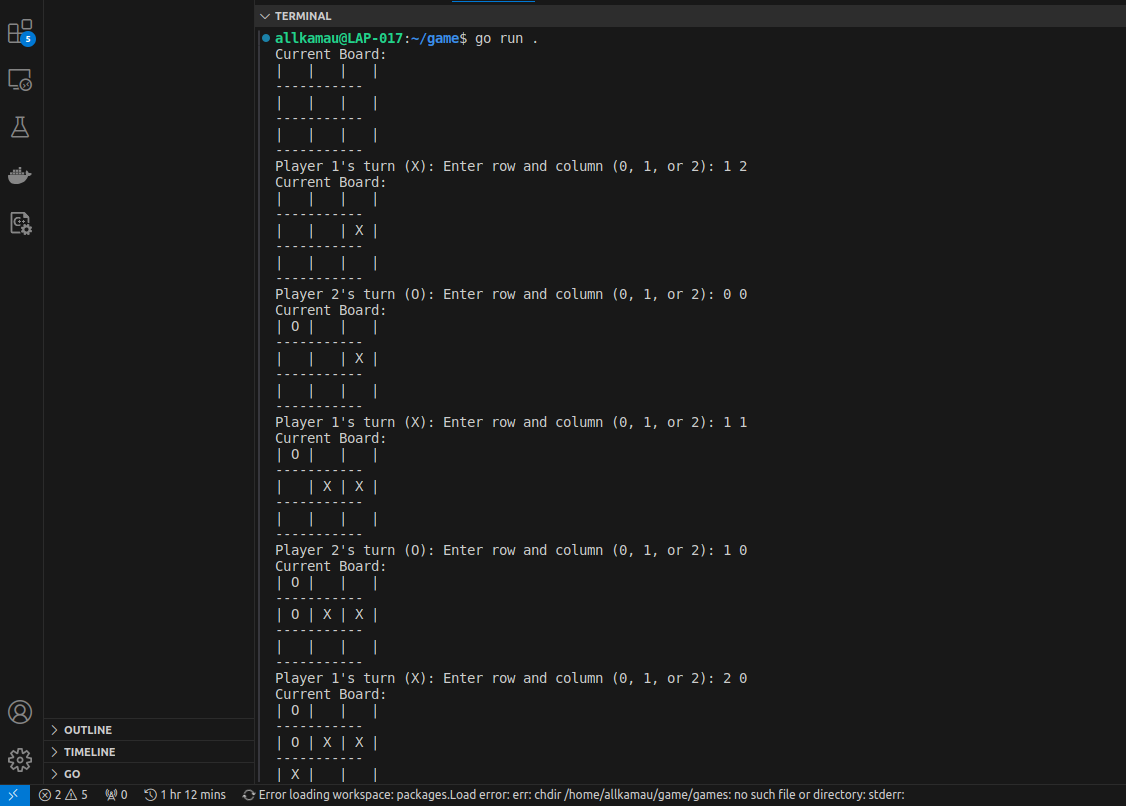 TERMINAL
allkamau@LAP-017:~/game$ go run .
Current Board:
|   |   |   |
-----------
|   |   |   |
-----------
|   |   |   |
-----------
Player 1's turn (X): Enter row and column (0, 1, or 2): 1 2
Current Board:
|   |   |   |
-----------
|   |   | X |
-----------
|   |   |   |
-----------
Player 2's turn (O): Enter row and column (0, 1, or 2): 0 0
Current Board:
| O |   |   |
-----------
|   |   | X |
-----------
|   |   |   |
-----------
Player 1's turn (X): Enter row and column (0, 1, or 2): 1 1
Current Board:
| O |   |   |
-----------
|   | X | X |
-----------
|   |   |   |
-----------
Player 2's turn (O): Enter row and column (0, 1, or 2): 1 0
Current Board:
| O |   |   |
-----------
| O | X | X |
-----------
|   |   |   |
-----------
Player 1's turn (X): Enter row and column (0, 1, or 2): 2 0
Current Board:
| O |   |   |
-----------
| O | X | X |
-----------
| X |   |   |
5
OUTLINE
TIMELINE
GO
2 5 0 1 hr 12 mins Error loading workspace: packages.Load error: err: chdir /home/allkamau/game/games: no such file or directory: stderr: